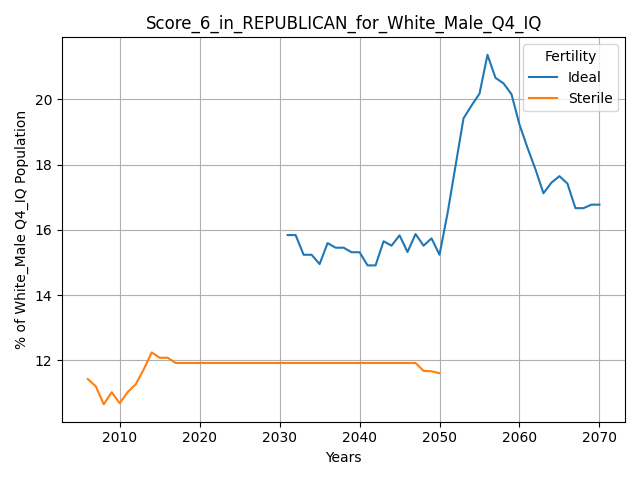 Score_6_in_REPUBLICAN_for_White_Male_Q4_IQ
% of White_Male Q4_IQ Population
20
18
16
14
12
Fertility
Ideal
Sterile
2010
2020
2030
2040
2050
2060
2070
Years